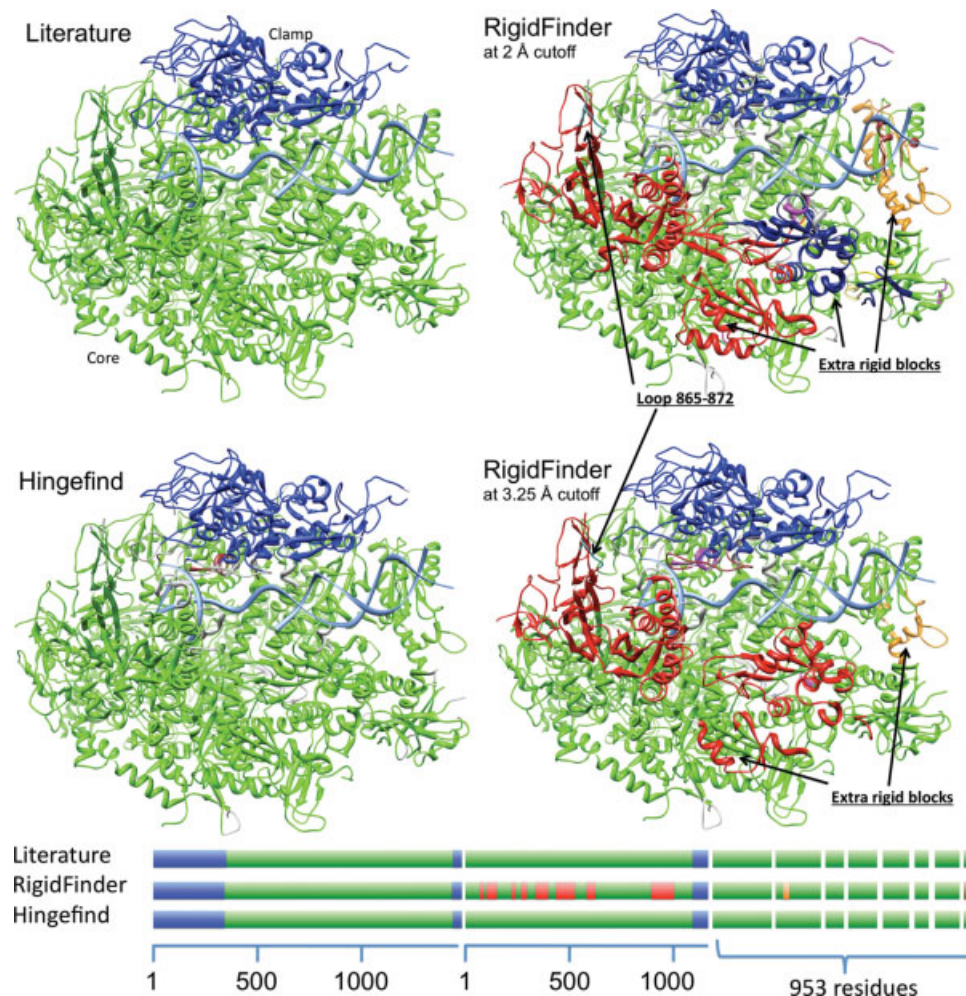 Literature
Clamp
Core
RigidFinder
at 2 Å cutoff
Extra rigid blocks
Loop 865-872
Hingefind
RigidFinder
at 3.25 Å cutoff
Extra rigid blocks
Literature
RigidFinder
Hingefind
1 500 1000 1 500 1000 953 residues